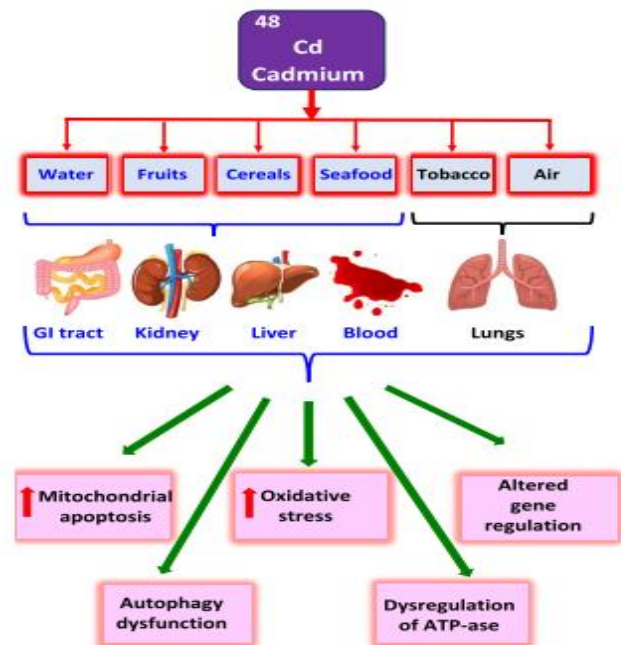 48
Cd
Cadmium
Water
Fruits
Cereals
Seafood
Tobacco
Air
GI tract
Kidney
Liver
Blood
Lungs
Mitochondrial
apoptosis
Oxidative
stress
Altered
gene
regulation
Autophagy
dysfunction
Dysregulation
of ATP-ase